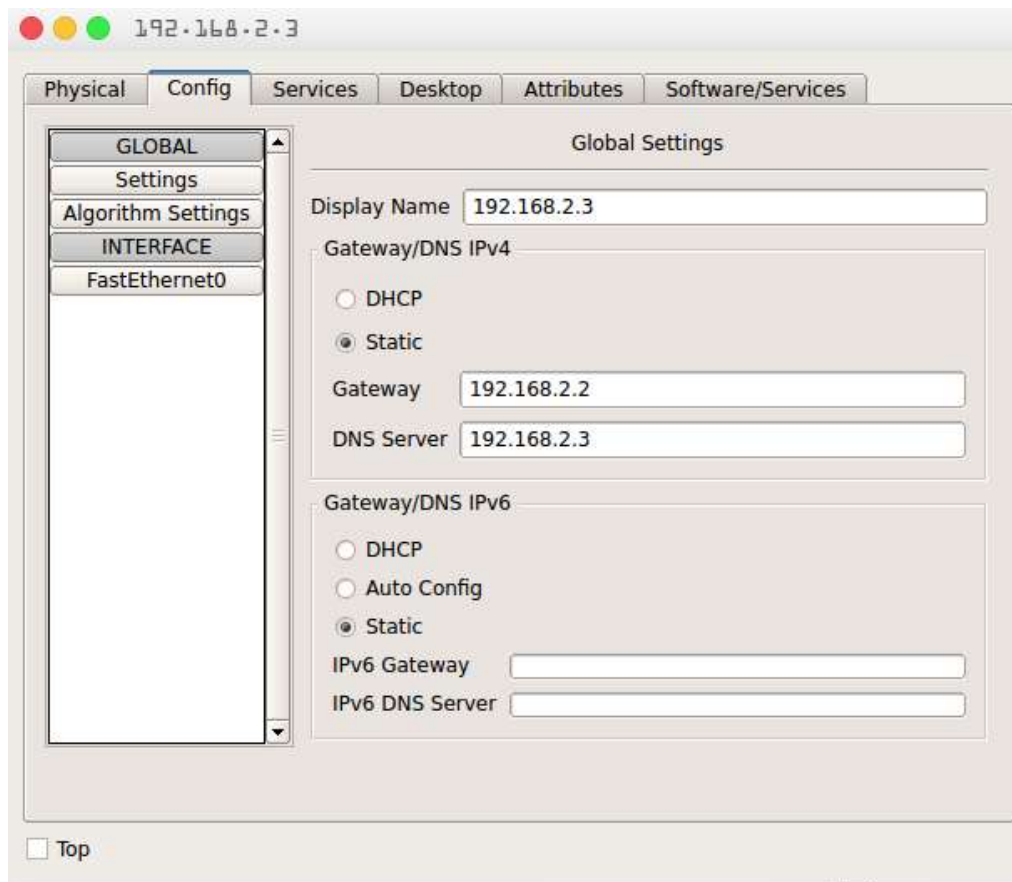 192.168.2.3
Physical Config Services Desktop Attributes Software/Services
GLOBAL
Settings
Algorithm Settings
INTERFACE
FastEthernet0
Global Settings
Display Name 192.168.2.3
Gateway/DNS IPv4
DHCP
Static
Gateway 192.168.2.2
DNS Server 192.168.2.3
Gateway/DNS IPv6
DHCP
Auto Config
Static
IPv6 Gateway
IPv6 DNS Server
Top